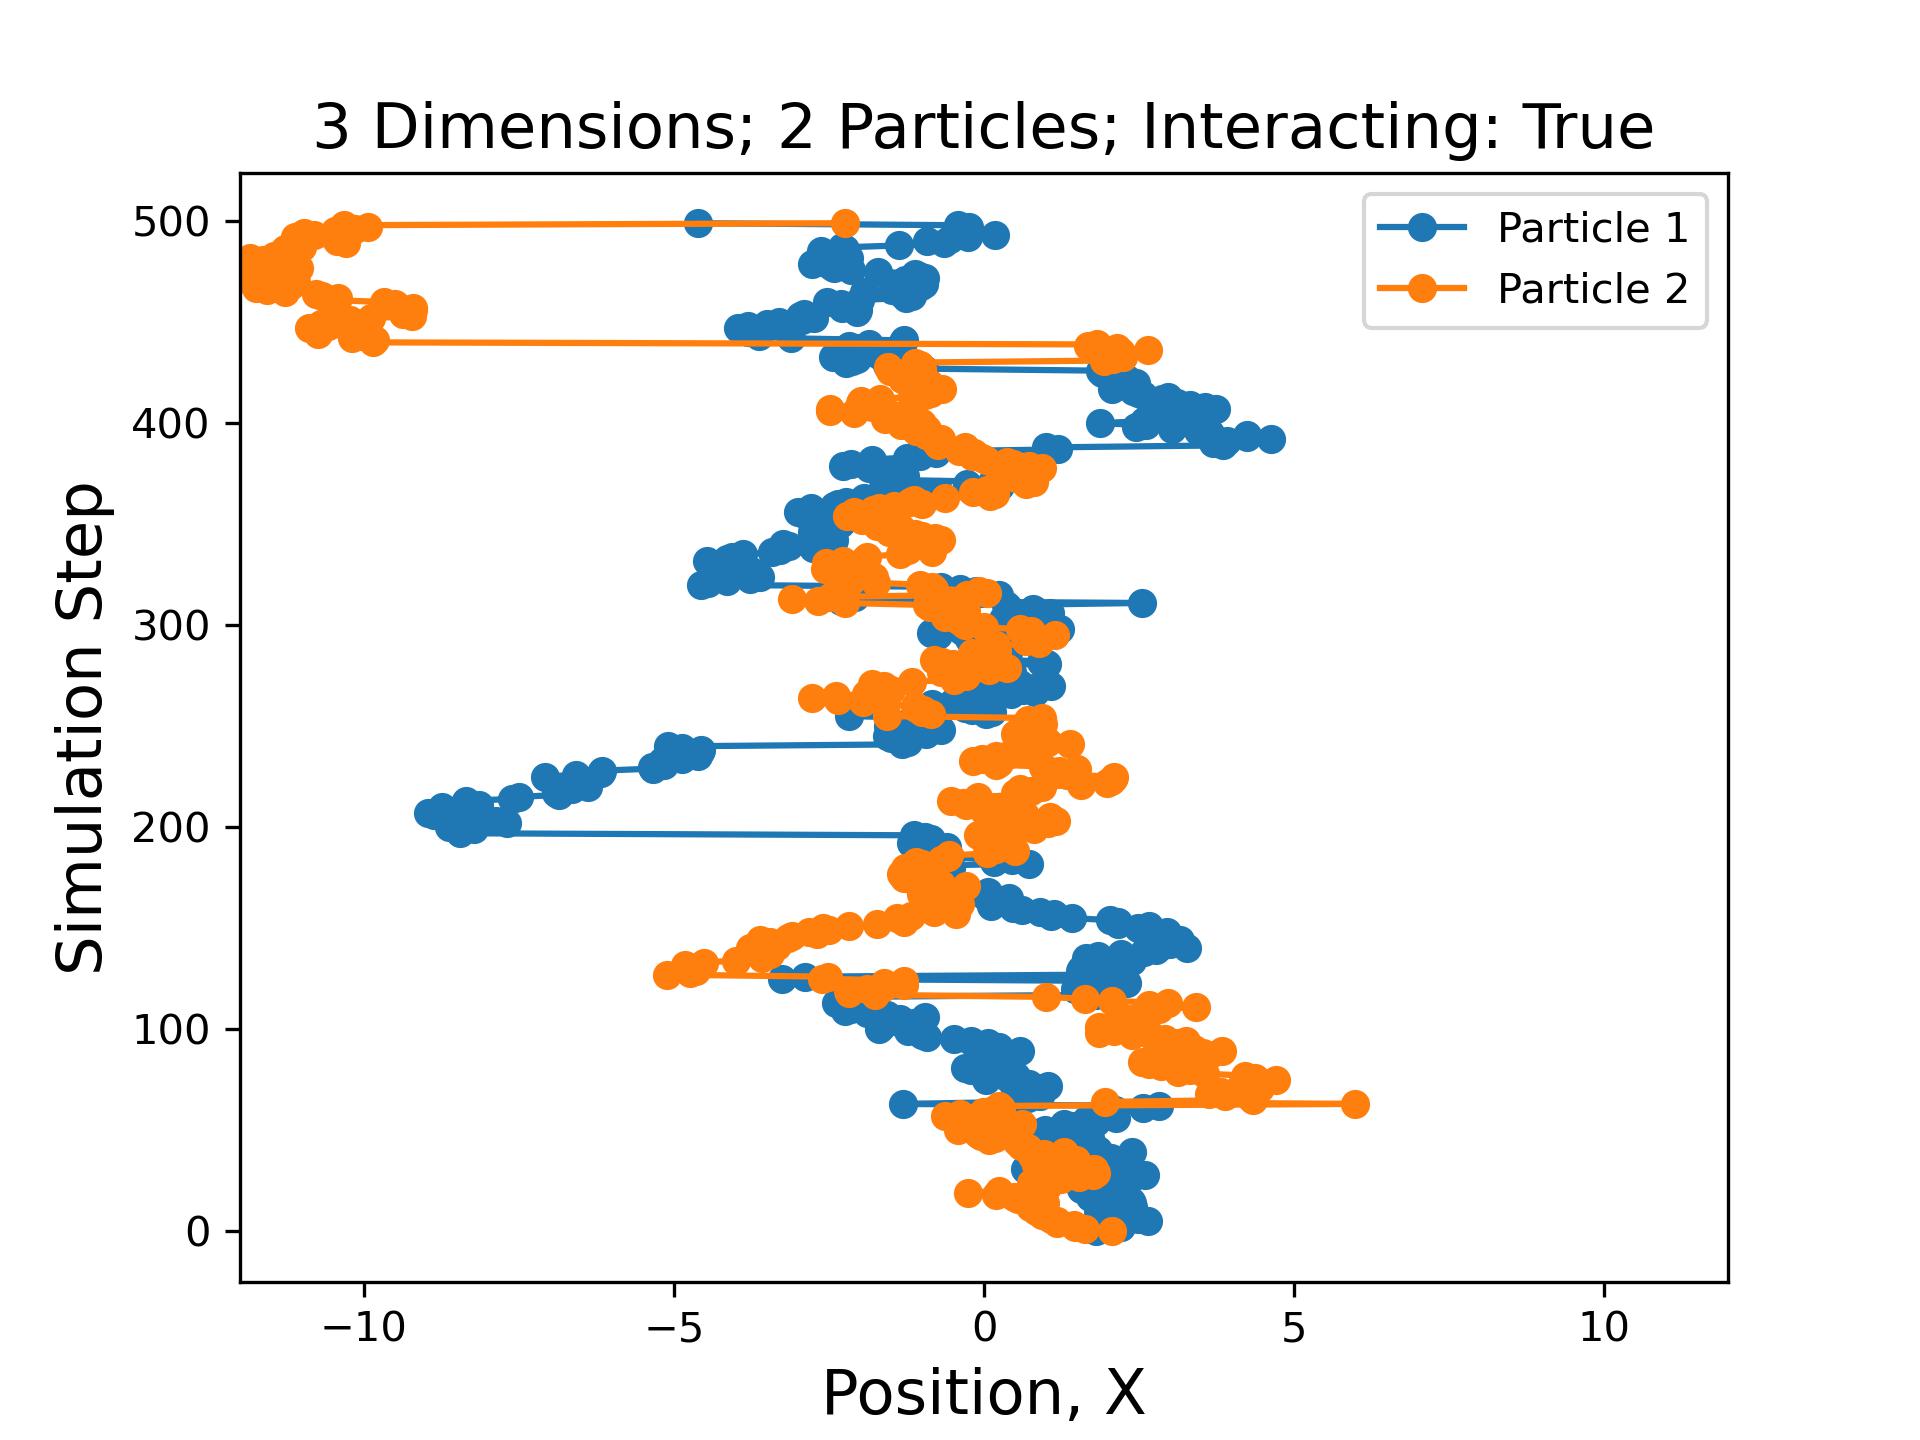 3 Dimensions; 2 Particles; Interacting: True
Particle 1
Particle 2
Simulation Step
500
400
300
200
100
0
−10
−5
0
5
10
Position, X